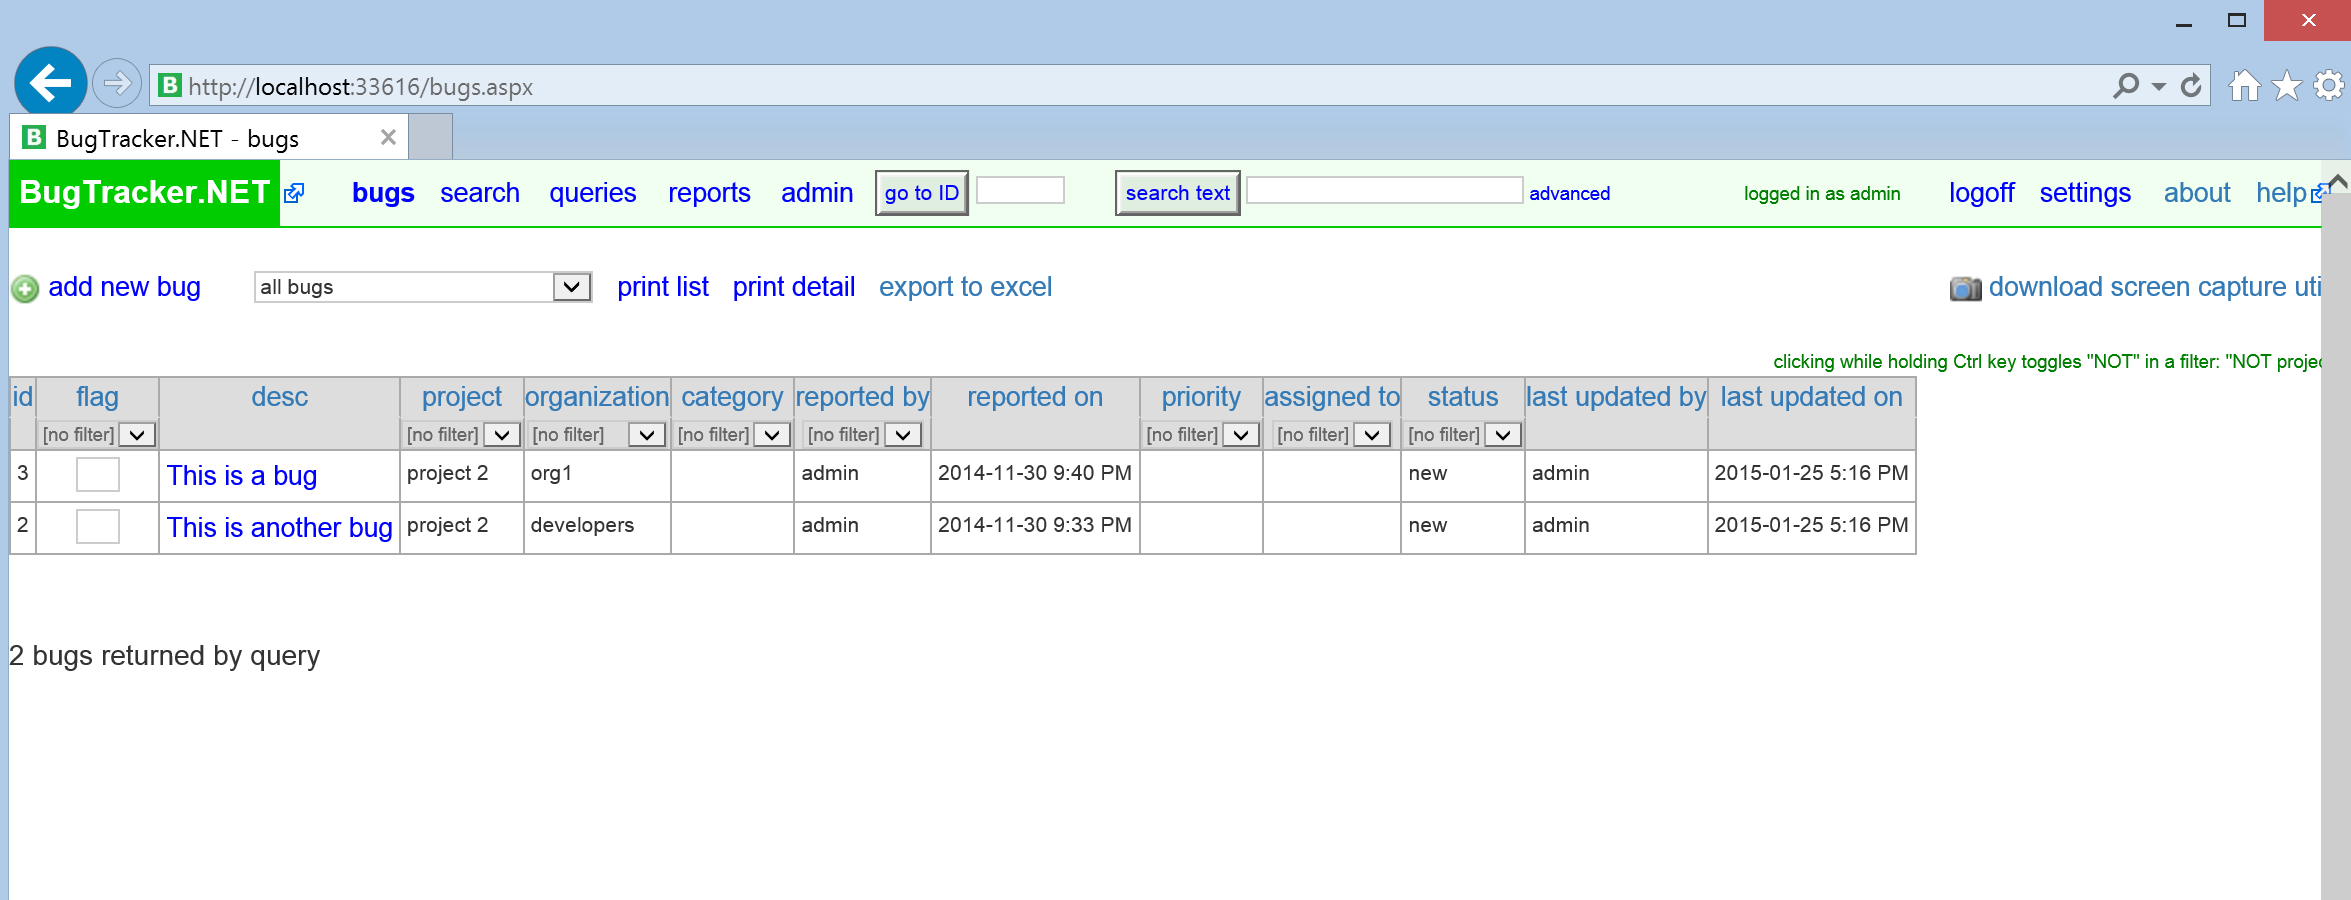 http://localhost:33616/bugs.aspx
BugTracker.NET - bugs
BugTracker.NET bugs search queries reports admin go to ID search text advanced logged in as admin logoff settings about help
add new bug all bugs print list print detail export to excel download screen capture uti
clicking while holding Ctrl key toggles "NOT" in a filter: "NOT projec
id flag desc project organization category reported by reported on priority assigned to status last updated by last updated on
[no filter] [no filter] [no filter] [no filter] [no filter] [no filter] [no filter] [no filter]
3 This is a bug project 2 org1 admin 2014-11-30 9:40 PM new admin 2015-01-25 5:16 PM
2 This is another bug project 2 developers admin 2014-11-30 9:33 PM new admin 2015-01-25 5:16 PM
2 bugs returned by query